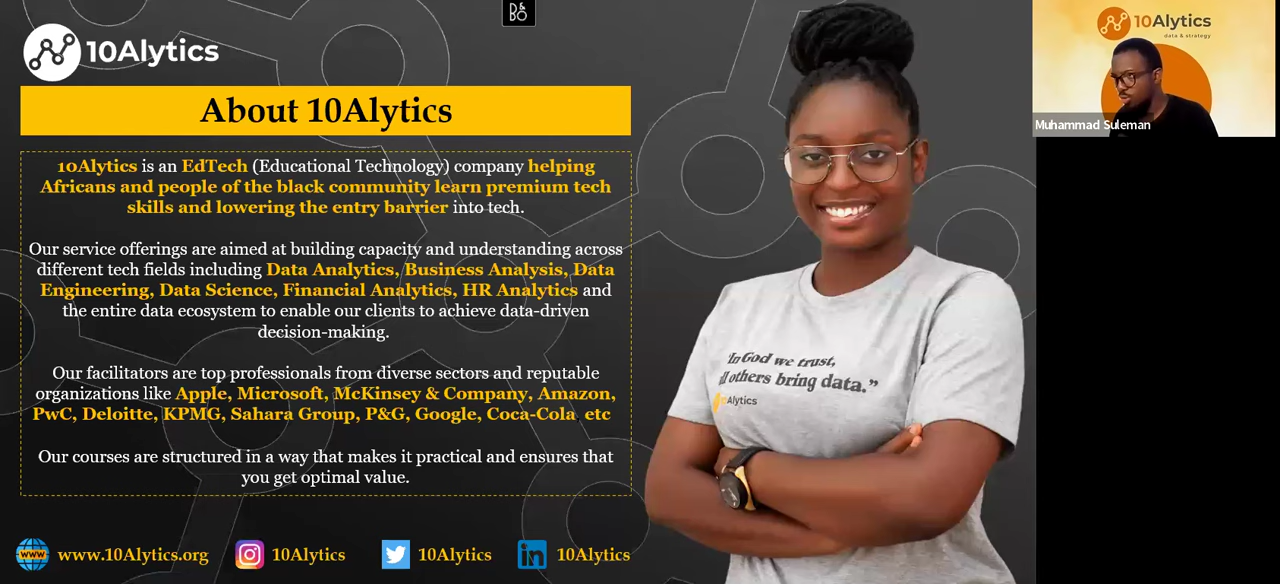 B&O
10Alytics
About 10Alytics
10Alytics is an EdTech (Educational Technology) company helping
Africans and people of the black community learn premium tech
skills and lowering the entry barrier into tech.
Our service offerings are aimed at building capacity and understanding across
different tech fields including Data Analytics, Business Analysis, Data
Engineering, Data Science, Financial Analytics, HR Analytics and
the entire data ecosystem to enable our clients to achieve data-driven
decision-making.
Our facilitators are top professionals from diverse sectors and reputable
organizations like Apple, Microsoft, McKinsey & Company, Amazon,
PwC, Deloitte, KPMG, Sahara Group, P&G, Google, Coca-Cola etc
Our courses are structured in a way that makes it practical and ensures that
you get optimal value.
www www.10Alytics.org 10Alytics 10Alytics in 10Alytics
"In God we trust,
all others bring data."
10Alytics
10Alytics
data & strategy
Muhammad Suleman